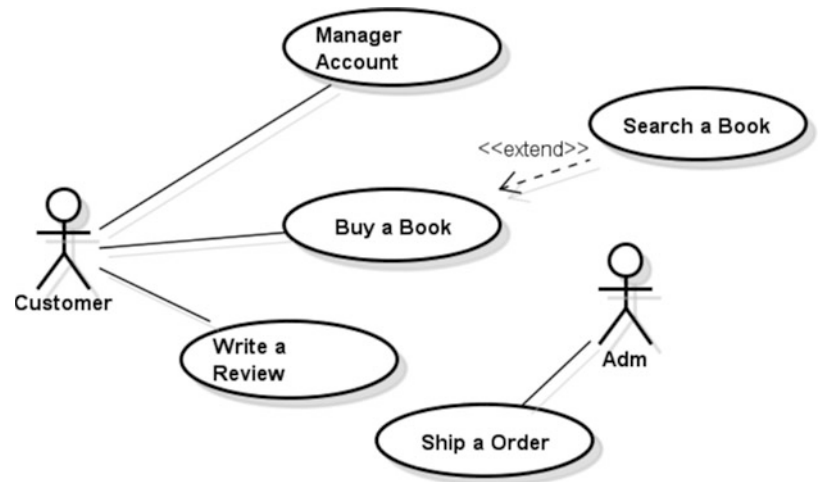 Manager
Account
Search a Book
<<extend>>
Buy a Book
Customer
Write a
Review
Adm
Ship a Order